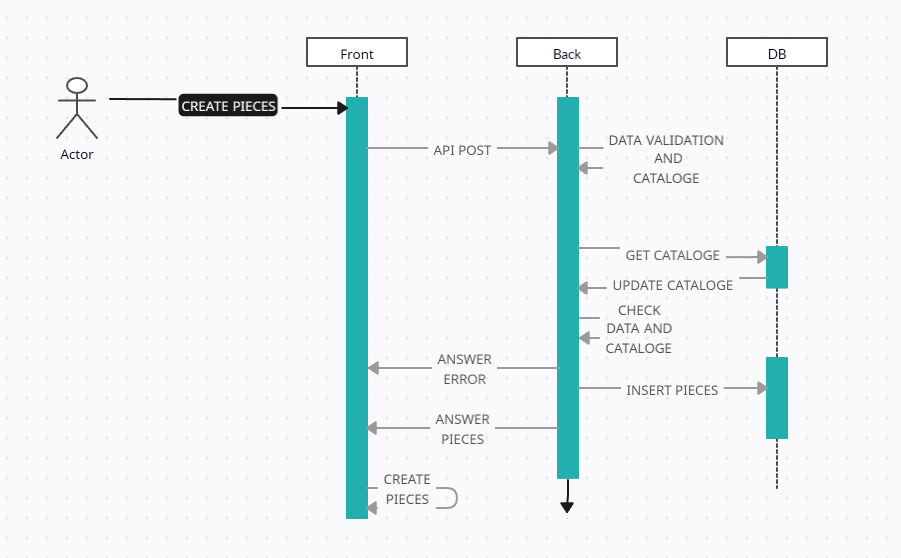 Front
Back
DB
CREATE PIECES
Actor
API POST
DATA VALIDATION
AND
CATALOGE
GET CATALOGE
UPDATE CATALOGE
CHECK
DATA AND
CATALOGE
ANSWER
ERROR
INSERT PIECES
ANSWER
PIECES
CREATE
PIECES